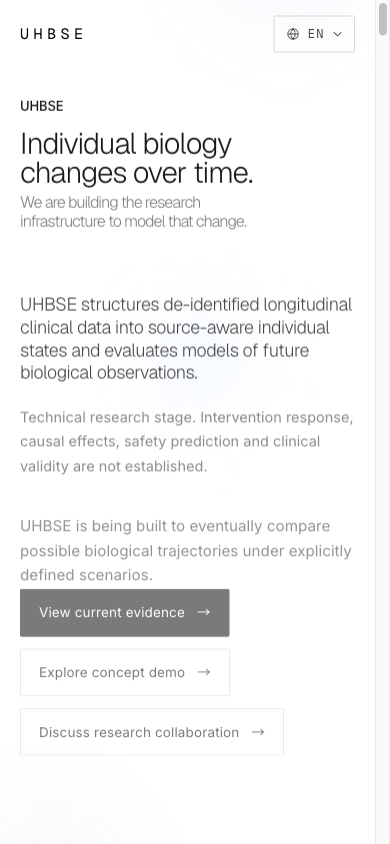 UHBSE
EN
UHBSE
Individual biology
changes over time.
We are building the research
infrastructure to model that change.
UHBSE structures de-identified longitudinal
clinical data into source-aware individual
states and evaluates models of future
biological observations.
Technical research stage. Intervention response,
causal effects, safety prediction and clinical
validity are not established.
UHBSE is being built to eventually compare
possible biological trajectories under explicitly
defined scenarios.
View current evidence →
Explore concept demo →
Discuss research collaboration →